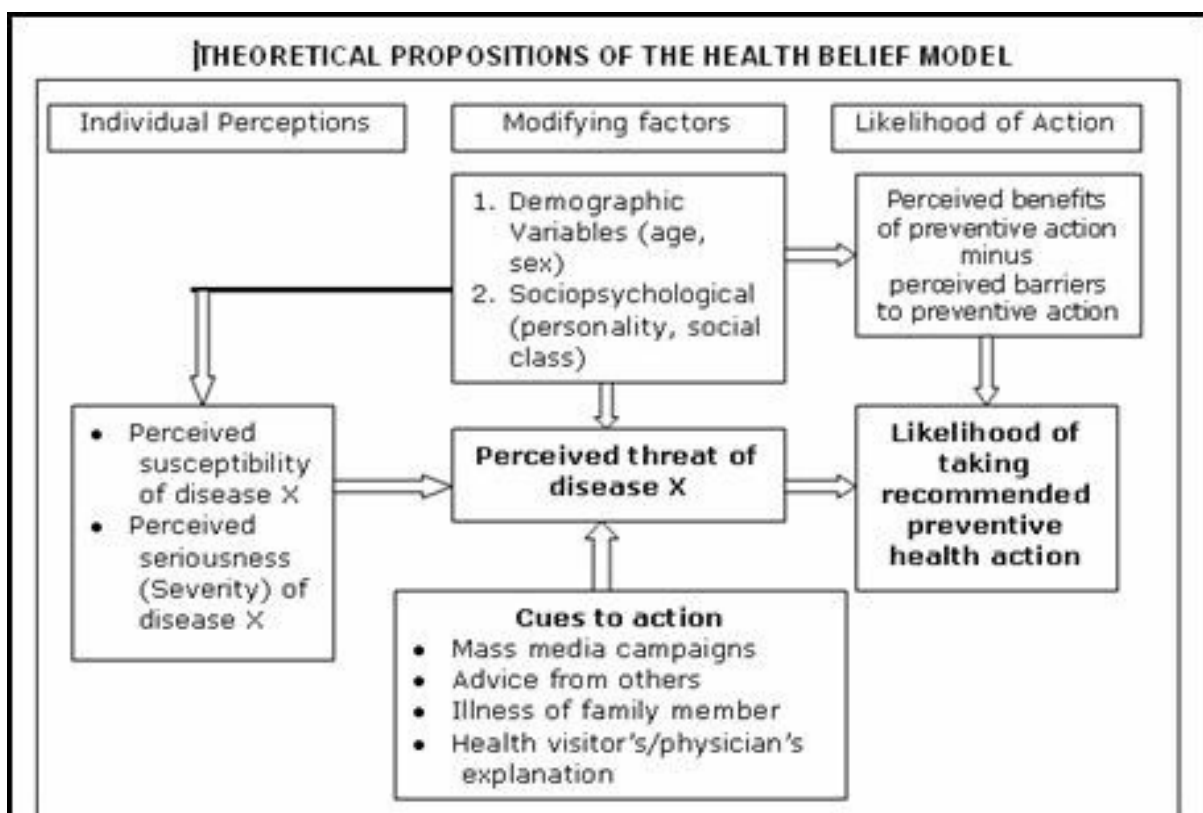 THEORETICAL PROPOSITIONS OF THE HEALTH BELIEF MODEL
Individual Perceptions
Modifying factors
Likelihood of Action
1. Demographic
Variables (age,
sex)
2. Sociopsychological
(personality, social
class)
Perceived benefits
of preventive action
minus
perceived barriers
to preventive action
• Perceived
susceptibility
of disease X
• Perceived
seriousness
(Severity) of
disease X
Perceived threat of
disease X
Likelihood of
taking
recommended
preventive
health action
Cues to action
• Mass media campaigns
• Advice from others
• Illness of family member
• Health visitor's/physician's
explanation